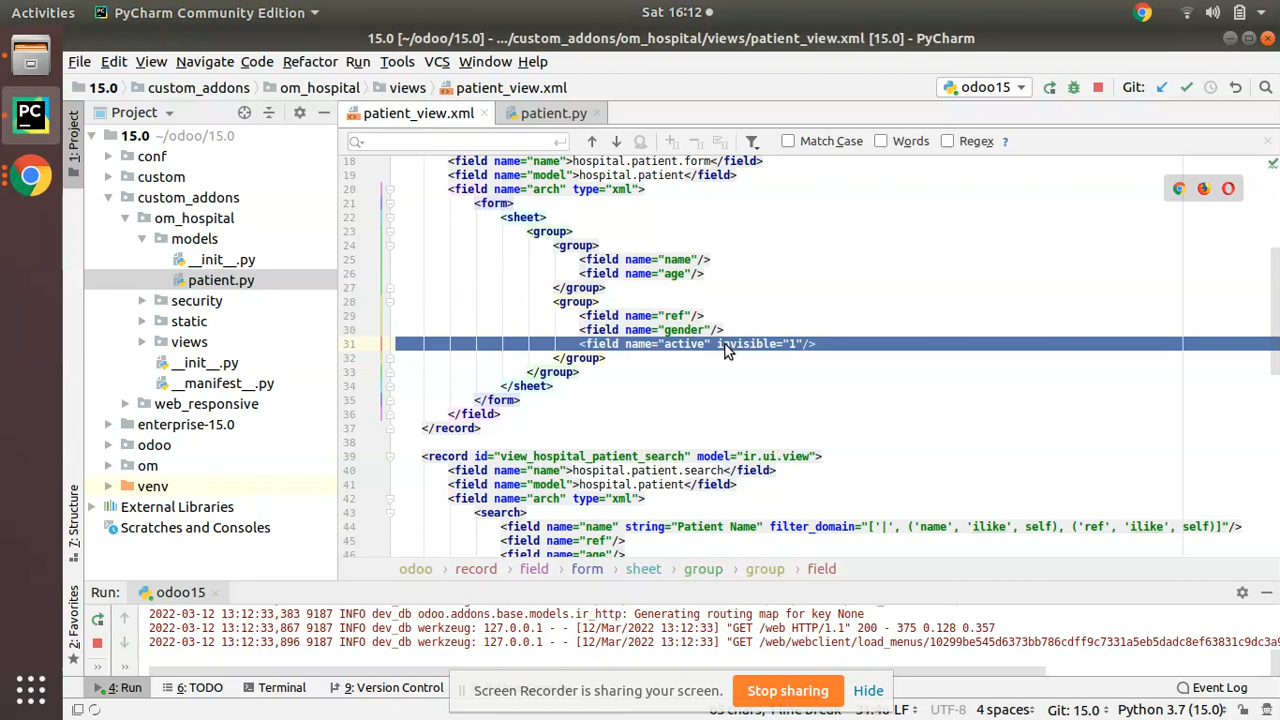 Activities PyCharm Community Edition Sat 16:12
15.0 [~/odoo/15.0] - .../custom_addons/om_hospital/views/patient_view.xml [15.0] - PyCharm
File Edit View Navigate Code Refactor Run Tools VCS Window Help
15.0 custom_addons om_hospital views patient_view.xml odoo15 Git:
1: Project
Project
patient_view.xml patient.py
Match Case Words Regex ?
15.0 ~/odoo/15.0
conf
custom
custom_addons
om_hospital
models
__init__.py
patient.py
security
static
views
__init__.py
__manifest__.py
web_responsive
enterprise-15.0
odoo
om
venv
External Libraries
Scratches and Consoles
18 <field name="name">hospital.patient.form</field>
19 <field name="model">hospital.patient</field>
20 <field name="arch" type="xml">
21 <form>
22 <sheet>
23 <group>
24 <group>
25 <field name="name"/>
26 <field name="age"/>
27 </group>
28 <group>
29 <field name="ref"/>
30 <field name="gender"/>
31 <field name="active" invisible="1"/>
32 </group>
33 </group>
34 </sheet>
35 </form>
36 </field>
37 </record>
38
39 <record id="view_hospital_patient_search" model="ir.ui.view">
40 <field name="name">hospital.patient.search</field>
41 <field name="model">hospital.patient</field>
42 <field name="arch" type="xml">
43 <search>
44 <field name="name" string="Patient Name" filter_domain="['|', ('name', 'ilike', self), ('ref', 'ilike', self)]"/>
45 <field name="ref"/>
46 <field name="age"/>
odoo record field form sheet group group field
7: Structure
2: Favorites
Run: odoo15
2022-03-12 13:12:33,383 9187 INFO dev_db odoo.addons.base.models.ir_http: Generating routing map for key None
2022-03-12 13:12:33,867 9187 INFO dev_db werkzeug: 127.0.0.1 - - [12/Mar/2022 13:12:33] "GET /web HTTP/1.1" 200 - 375 0.128 0.357
2022-03-12 13:12:33,896 9187 INFO dev_db werkzeug: 127.0.0.1 - - [12/Mar/2022 13:12:33] "GET /web/webclient/load_menus/10299be545d6373bb786cdff9c7331a5eb5dadc8ef63831c9dc3a9
4: Run 6: TODO Terminal 9: Version Control Event Log
Screen Recorder is sharing your screen. Stop sharing Hide
LF UTF-8 4 spaces Git: 15.0 Python 3.7 (15.0)